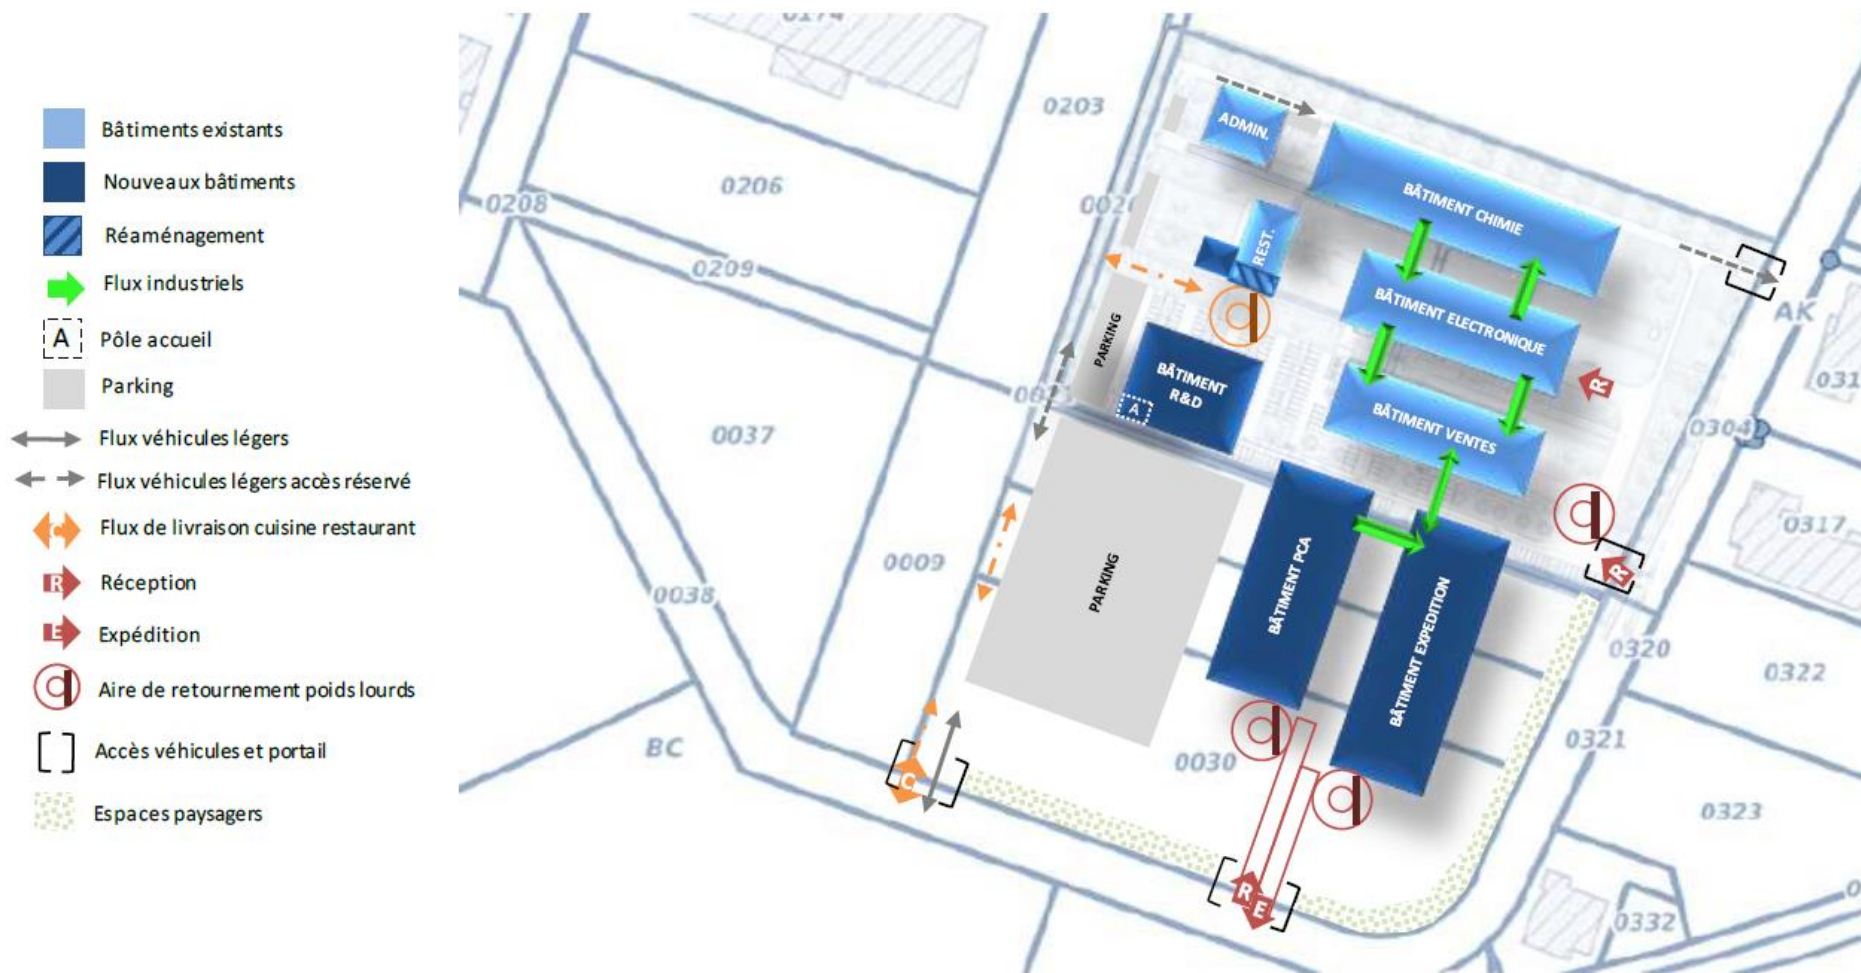 Bâtiments existants
Nouveaux bâtiments
Réaménagement
Flux industriels
A
Pôle accueil
Parking
Flux véhicules légers
Flux véhicules légers accès réservé
C
Flux de livraison cuisine restaurant
R
Réception
E
Expédition
Aire de retournement poids lourds
Accès véhicules et portail
Espaces paysagers
0174
0203
ADMIN.
BÂTIMENT CHIMIE
0206
0208
REST.
0209
BÂTIMENT ELECTRONIQUE
AK
PARKING
BÂTIMENT
R&D
A
R
BÂTIMENT VENTES
0304
0037
0317
PARKING
BÂTIMENT PCA
BÂTIMENT EXPEDITION
R
0009
0038
0320
0322
BC
0030
0321
C
0323
R
E
0332